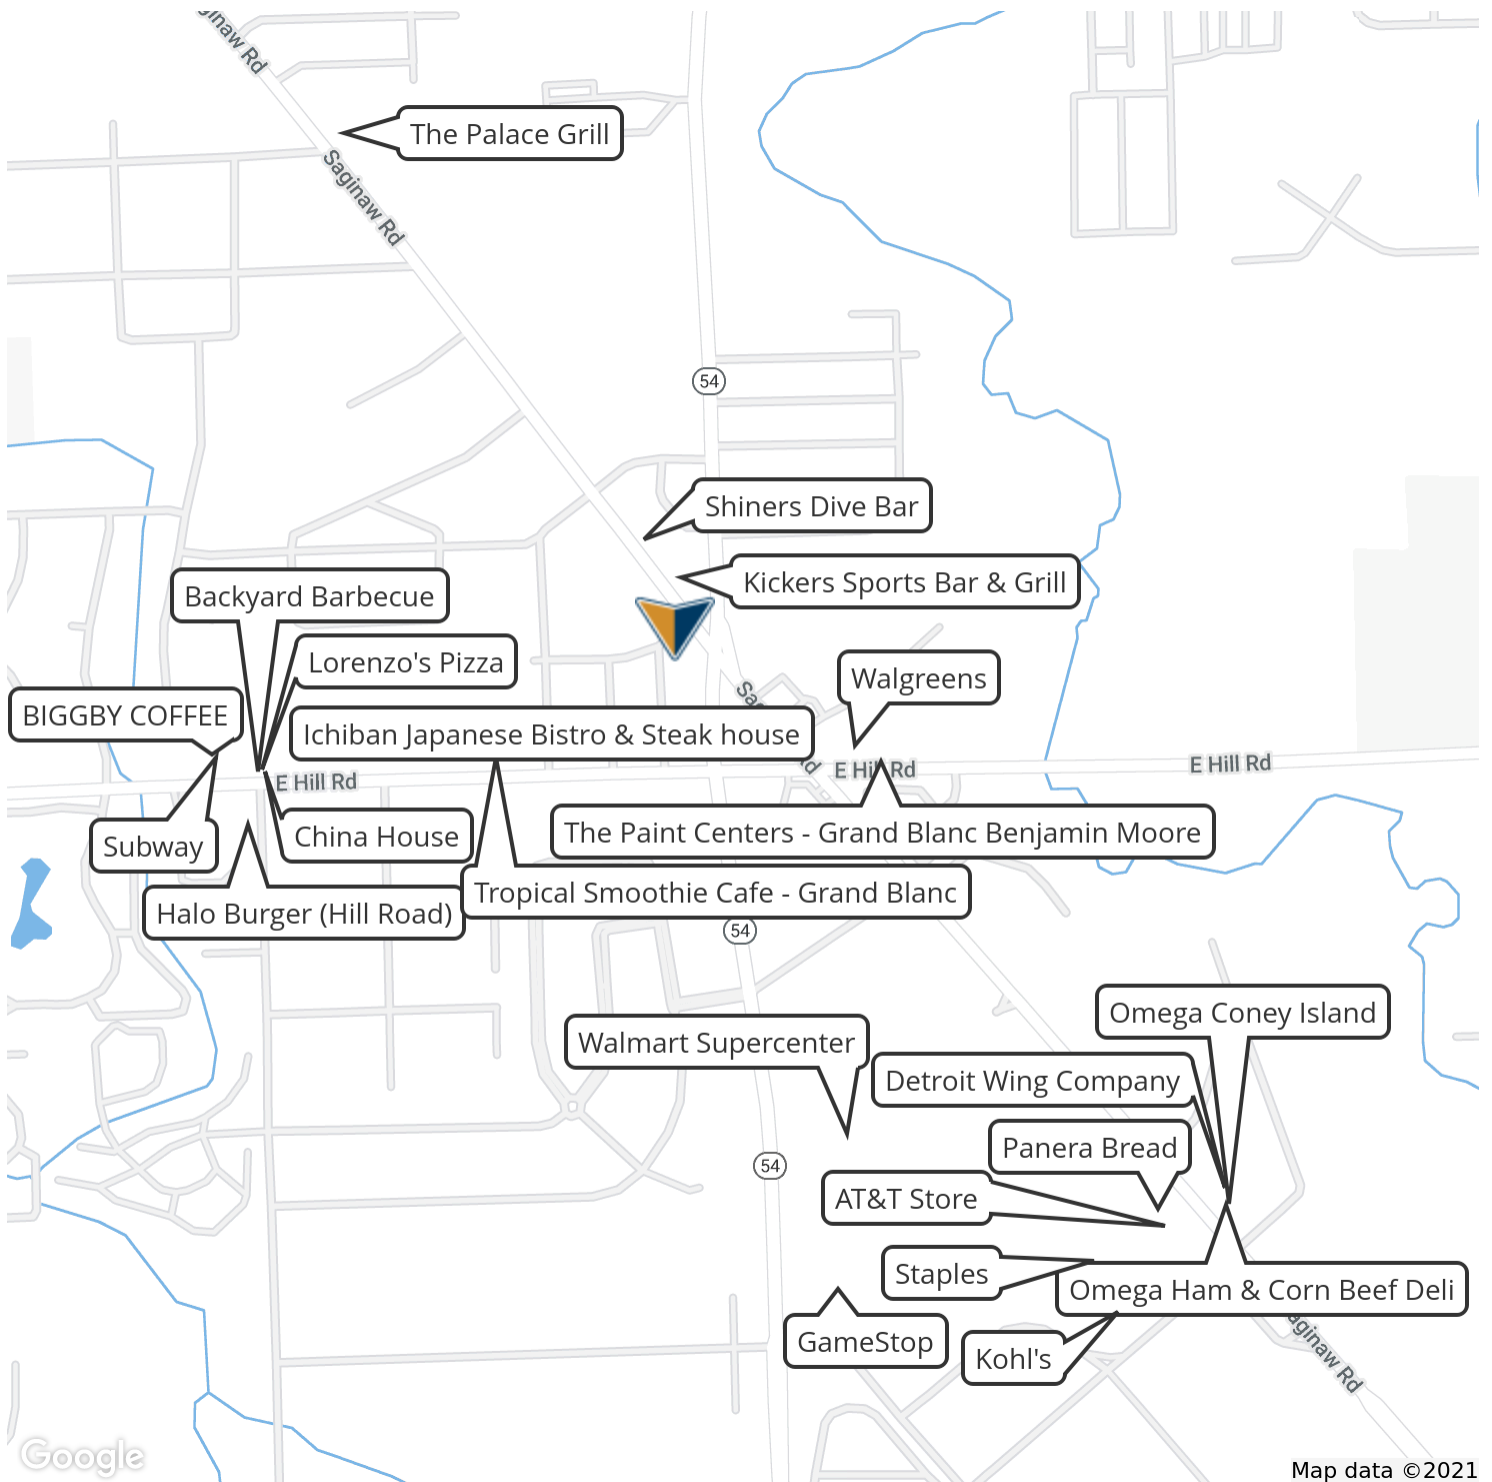 ginaw Rd
The Palace Grill
Saginaw Rd
54
Shiners Dive Bar
Kickers Sports Bar & Grill
Backyard Barbecue
Lorenzo's Pizza
Walgreens
BIGGBY COFFEE
Ichiban Japanese Bistro & Steak house
E Hill Rd
E Hill Rd
E Hill Rd
Subway
China House
The Paint Centers - Grand Blanc Benjamin Moore
Tropical Smoothie Cafe - Grand Blanc
Halo Burger (Hill Road)
54
Omega Coney Island
Walmart Supercenter
Detroit Wing Company
Panera Bread
54
AT&T Store
Staples
Omega Ham & Corn Beef Deli
GameStop
Kohl's
aginaw Rd
Google
Map data ©2021